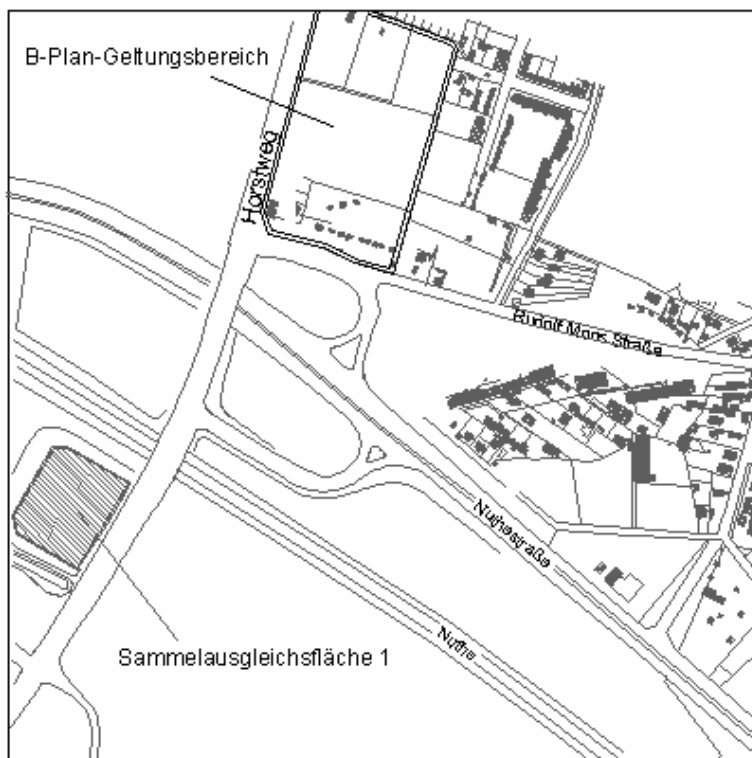 B-Plan-Geltungsbereich
Horstweg
Rudolf Moos Straße
Nuthestraße
Nuthe
Sammelausgleichsfläche 1